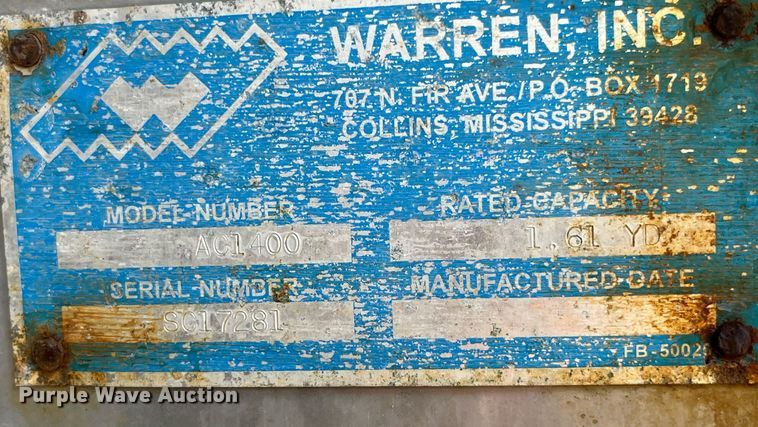 WARREN, INC.
707 N. FIR AVE./P.O. BOX 1719
COLLINS, MISSISSIPPI 39428
MODEL NUMBER
RATED CAPACITY
AC1400
1.61 YD
SERIAL NUMBER
MANUFACTURED DATE
SC17281
FB-5002
Purple Wave Auction